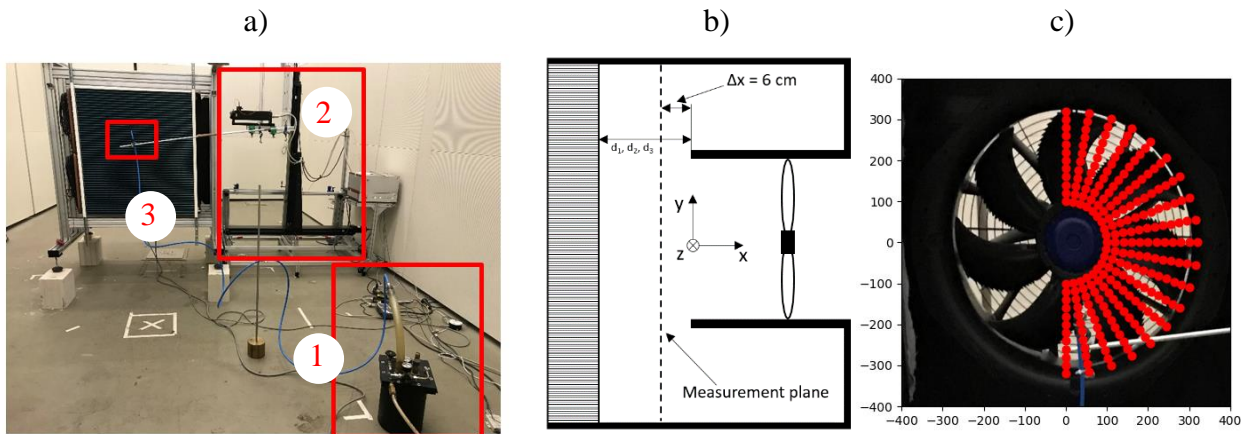 a)
b)
c)
2
3
1
X
Δx = 6 cm
d₁, d₂, d₃
y
z
x
Measurement plane
400
300
200
100
0
−100
−200
−300
−400
−400 −300 −200 −100 0 100 200 300 400